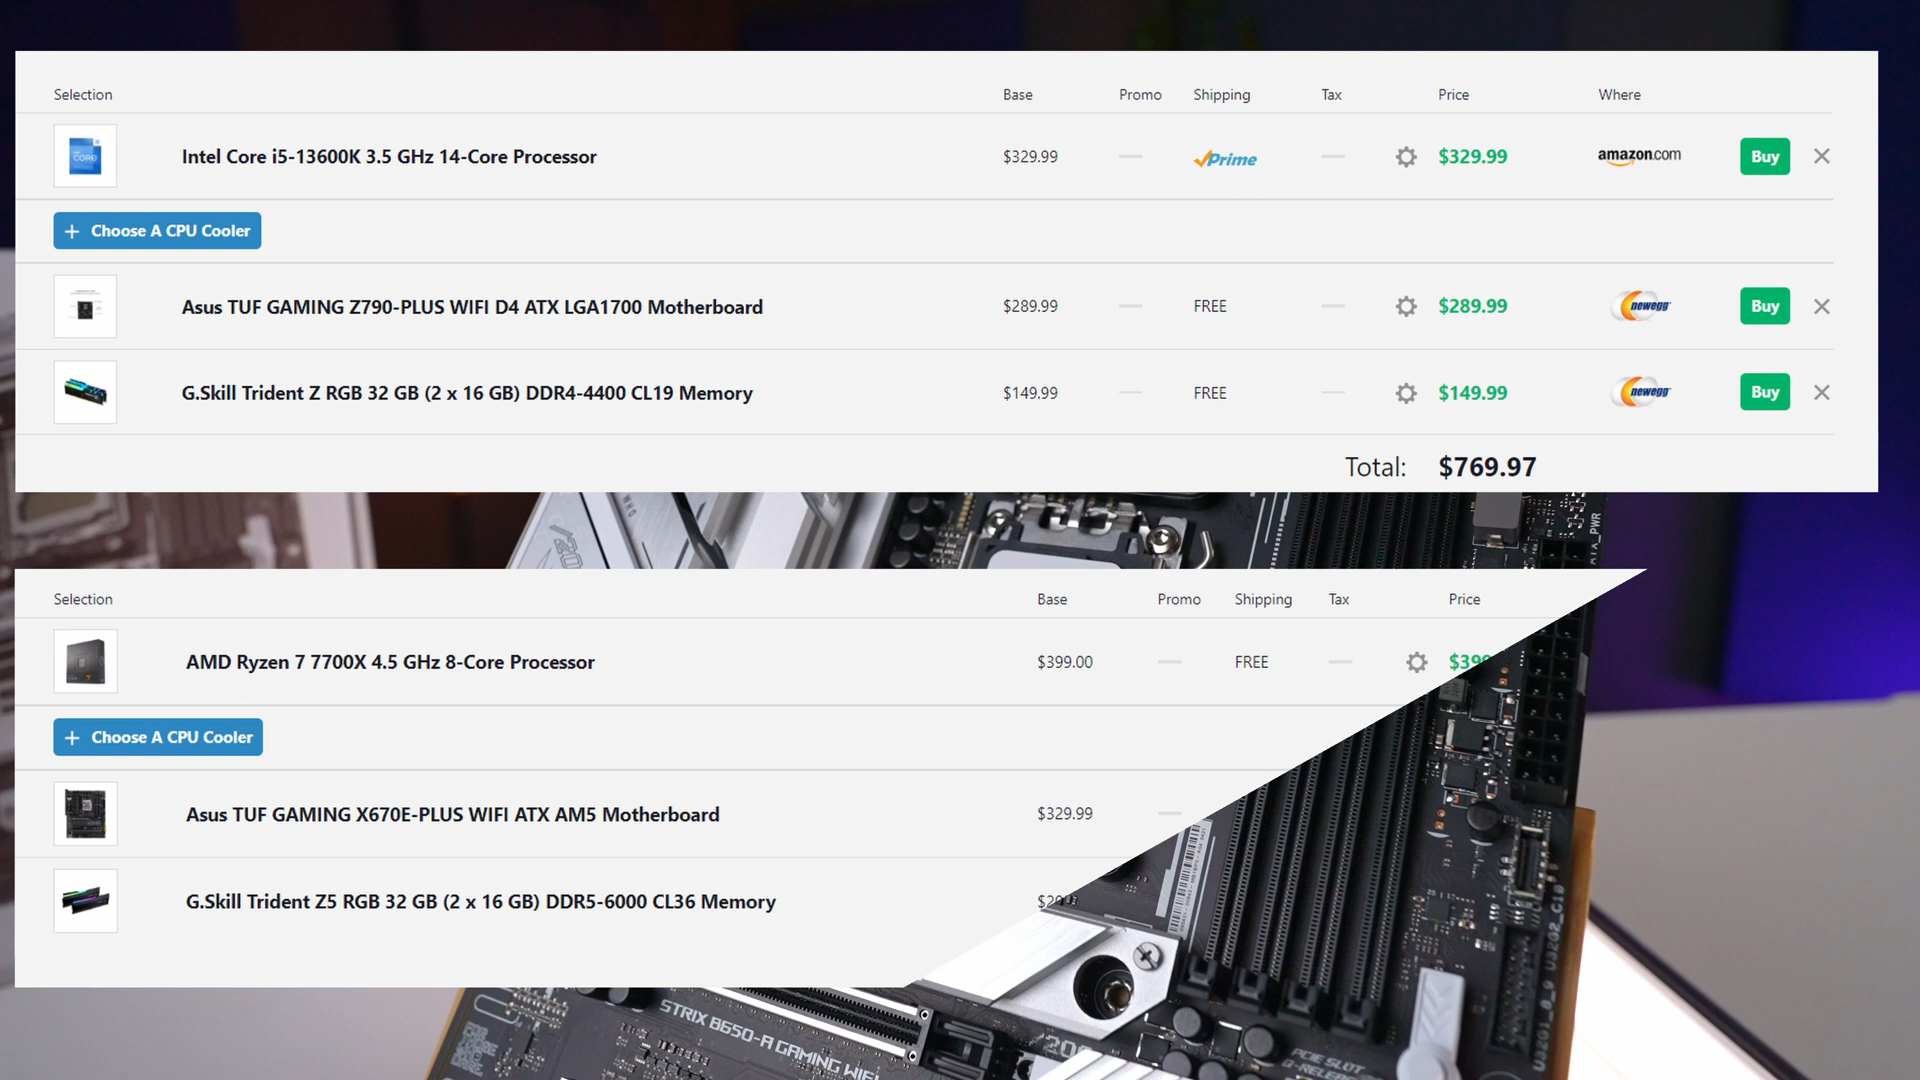 Selection Base Promo Shipping Tax Price Where
Intel Core i5-13600K 3.5 GHz 14-Core Processor $329.99 — Prime — $329.99 amazon.com Buy
+ Choose A CPU Cooler
Asus TUF GAMING Z790-PLUS WIFI D4 ATX LGA1700 Motherboard $289.99 — FREE — $289.99 newegg Buy
G.Skill Trident Z RGB 32 GB (2 x 16 GB) DDR4-4400 CL19 Memory $149.99 — FREE — $149.99 newegg Buy
Total: $769.97
Selection Base Promo Shipping Tax Price
AMD Ryzen 7 7700X 4.5 GHz 8-Core Processor $399.00 — FREE — $399
+ Choose A CPU Cooler
Asus TUF GAMING X670E-PLUS WIFI ATX AM5 Motherboard $329.99 —
G.Skill Trident Z5 RGB 32 GB (2 x 16 GB) DDR5-6000 CL36 Memory
STRIX B650-A GAMING WIFI
PCIE SLOT
Q-RELEASE